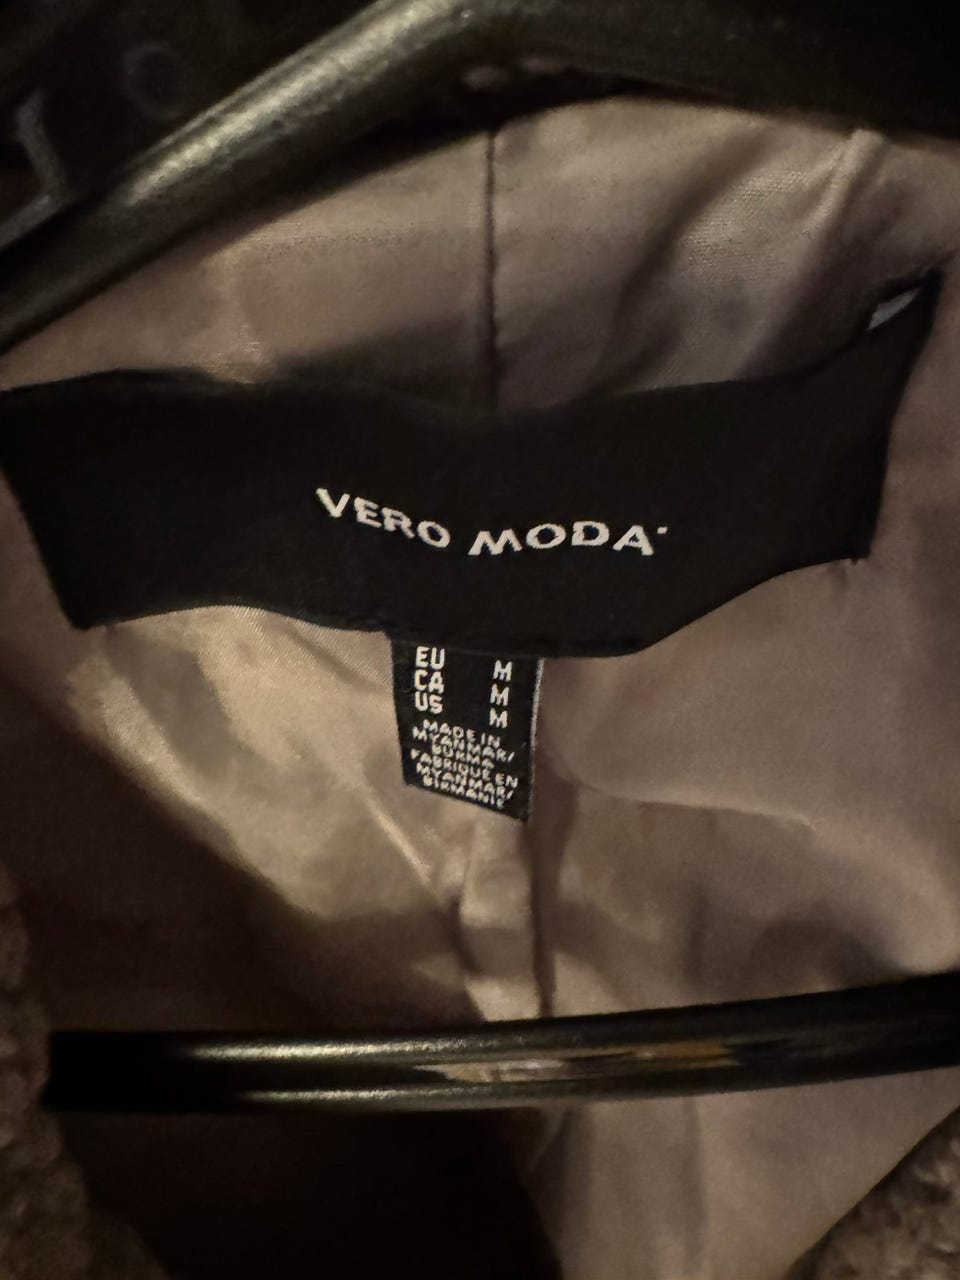 VERO MODA
EU M
CA M
US M
MADE IN
MYANMAR/
BURMA
FABRIQUÉ EN
MYANMAR/
BIRMANIE